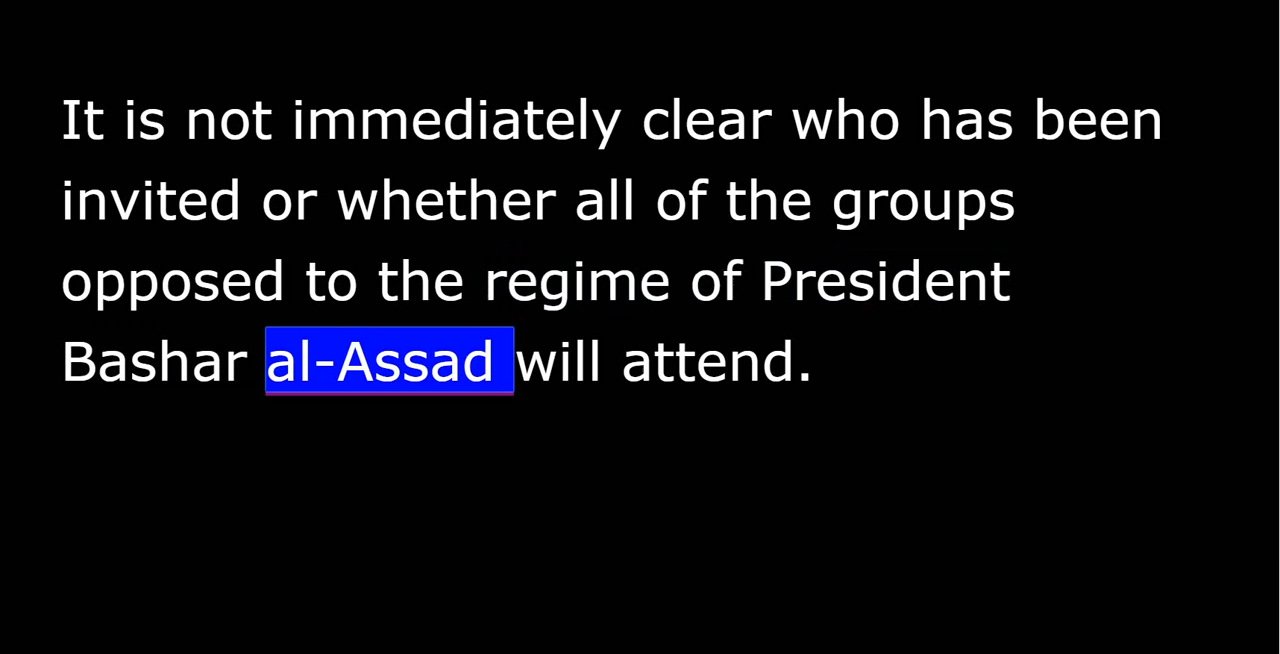 It is not immediately clear who has been
invited or whether all of the groups
opposed to the regime of President
Bashar al-Assad will attend.